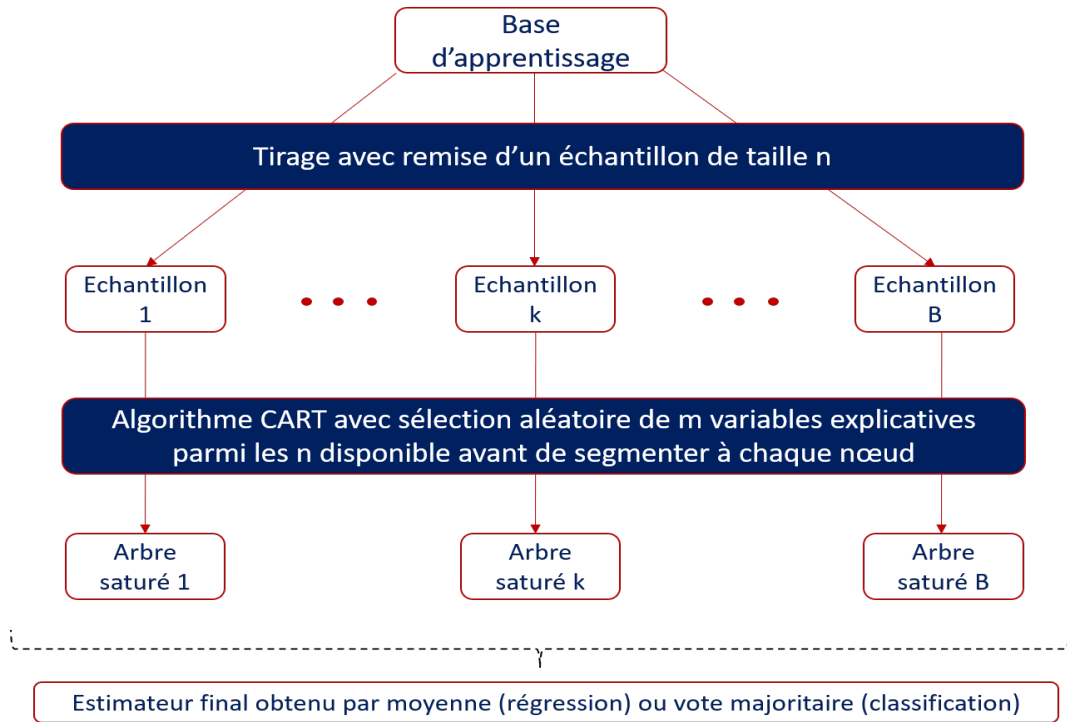 Base
d’apprentissage
Tirage avec remise d’un échantillon de taille n
Echantillon
1
Echantillon
k
Echantillon
B
Algorithme CART avec sélection aléatoire de m variables explicatives
parmi les n disponible avant de segmenter à chaque nœud
Arbre
saturé 1
Arbre
saturé k
Arbre
saturé B
Estimateur final obtenu par moyenne (régression) ou vote majoritaire (classification)